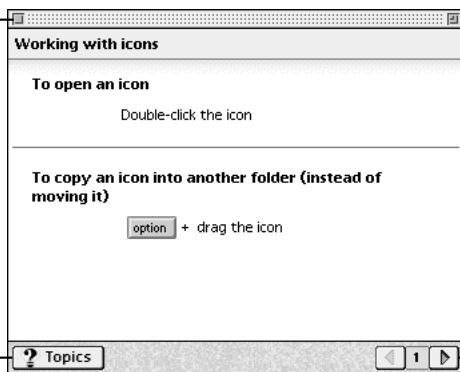 Working with icons
To open an icon
Double-click the icon
To copy an icon into another folder (instead of
moving it)
option + drag the icon
? Topics
1